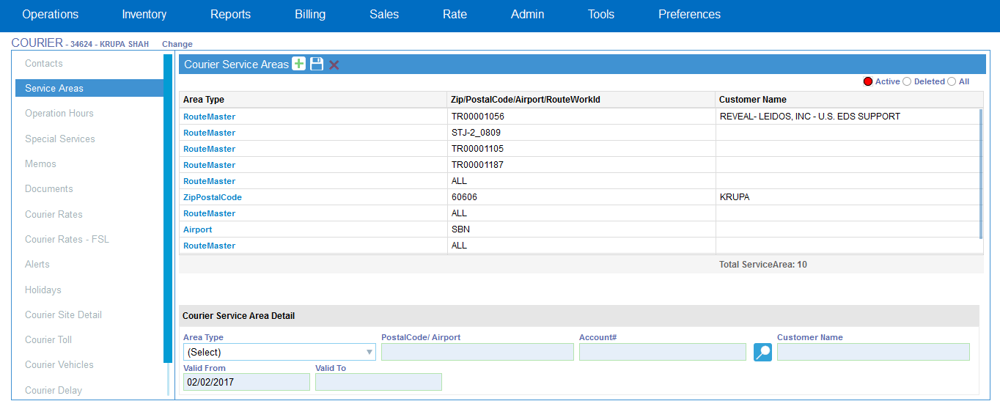 Operations Inventory Reports Billing Sales Rate Admin Tools Preferences
COURIER - 34624 - KRUPA SHAH Change
Contacts
Service Areas
Operation Hours
Special Services
Memos
Documents
Courier Rates
Courier Rates - FSL
Alerts
Holidays
Courier Site Detail
Courier Toll
Courier Vehicles
Courier Delay
Courier Service Areas
Active Deleted All
Area Type Zip/PostalCode/Airport/RouteWorkId Customer Name
RouteMaster TR00001056 REVEAL- LEIDOS, INC - U.S. EDS SUPPORT
RouteMaster STJ-2_0809
RouteMaster TR00001105
RouteMaster TR00001187
RouteMaster ALL
ZipPostalCode 60606 KRUPA
RouteMaster ALL
Airport SBN
RouteMaster ALL
Total ServiceArea: 10
Courier Service Area Detail
Area Type PostalCode/ Airport Account# Customer Name
(Select)
Valid From Valid To
02/02/2017